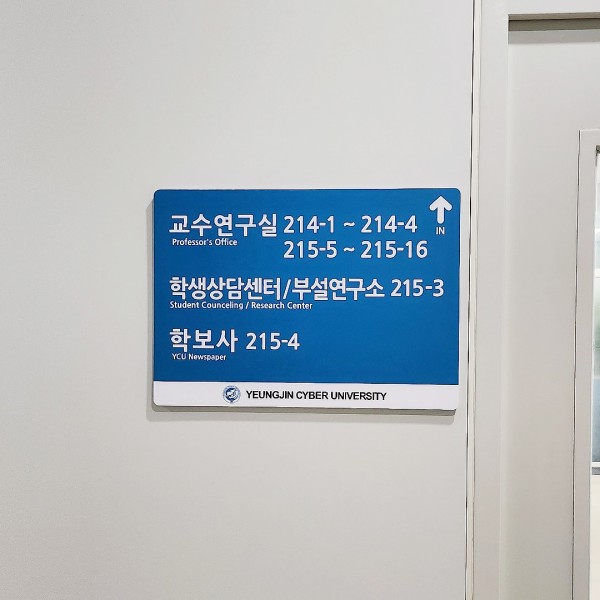 교수연구실 214-1 ~ 214-4
Professor's Office
215-5 ~ 215-16
IN
학생상담센터/부설연구소 215-3
Student Counceling / Research Center
학보사 215-4
YCU Newspaper
YEUNGJIN CYBER UNIVERSITY